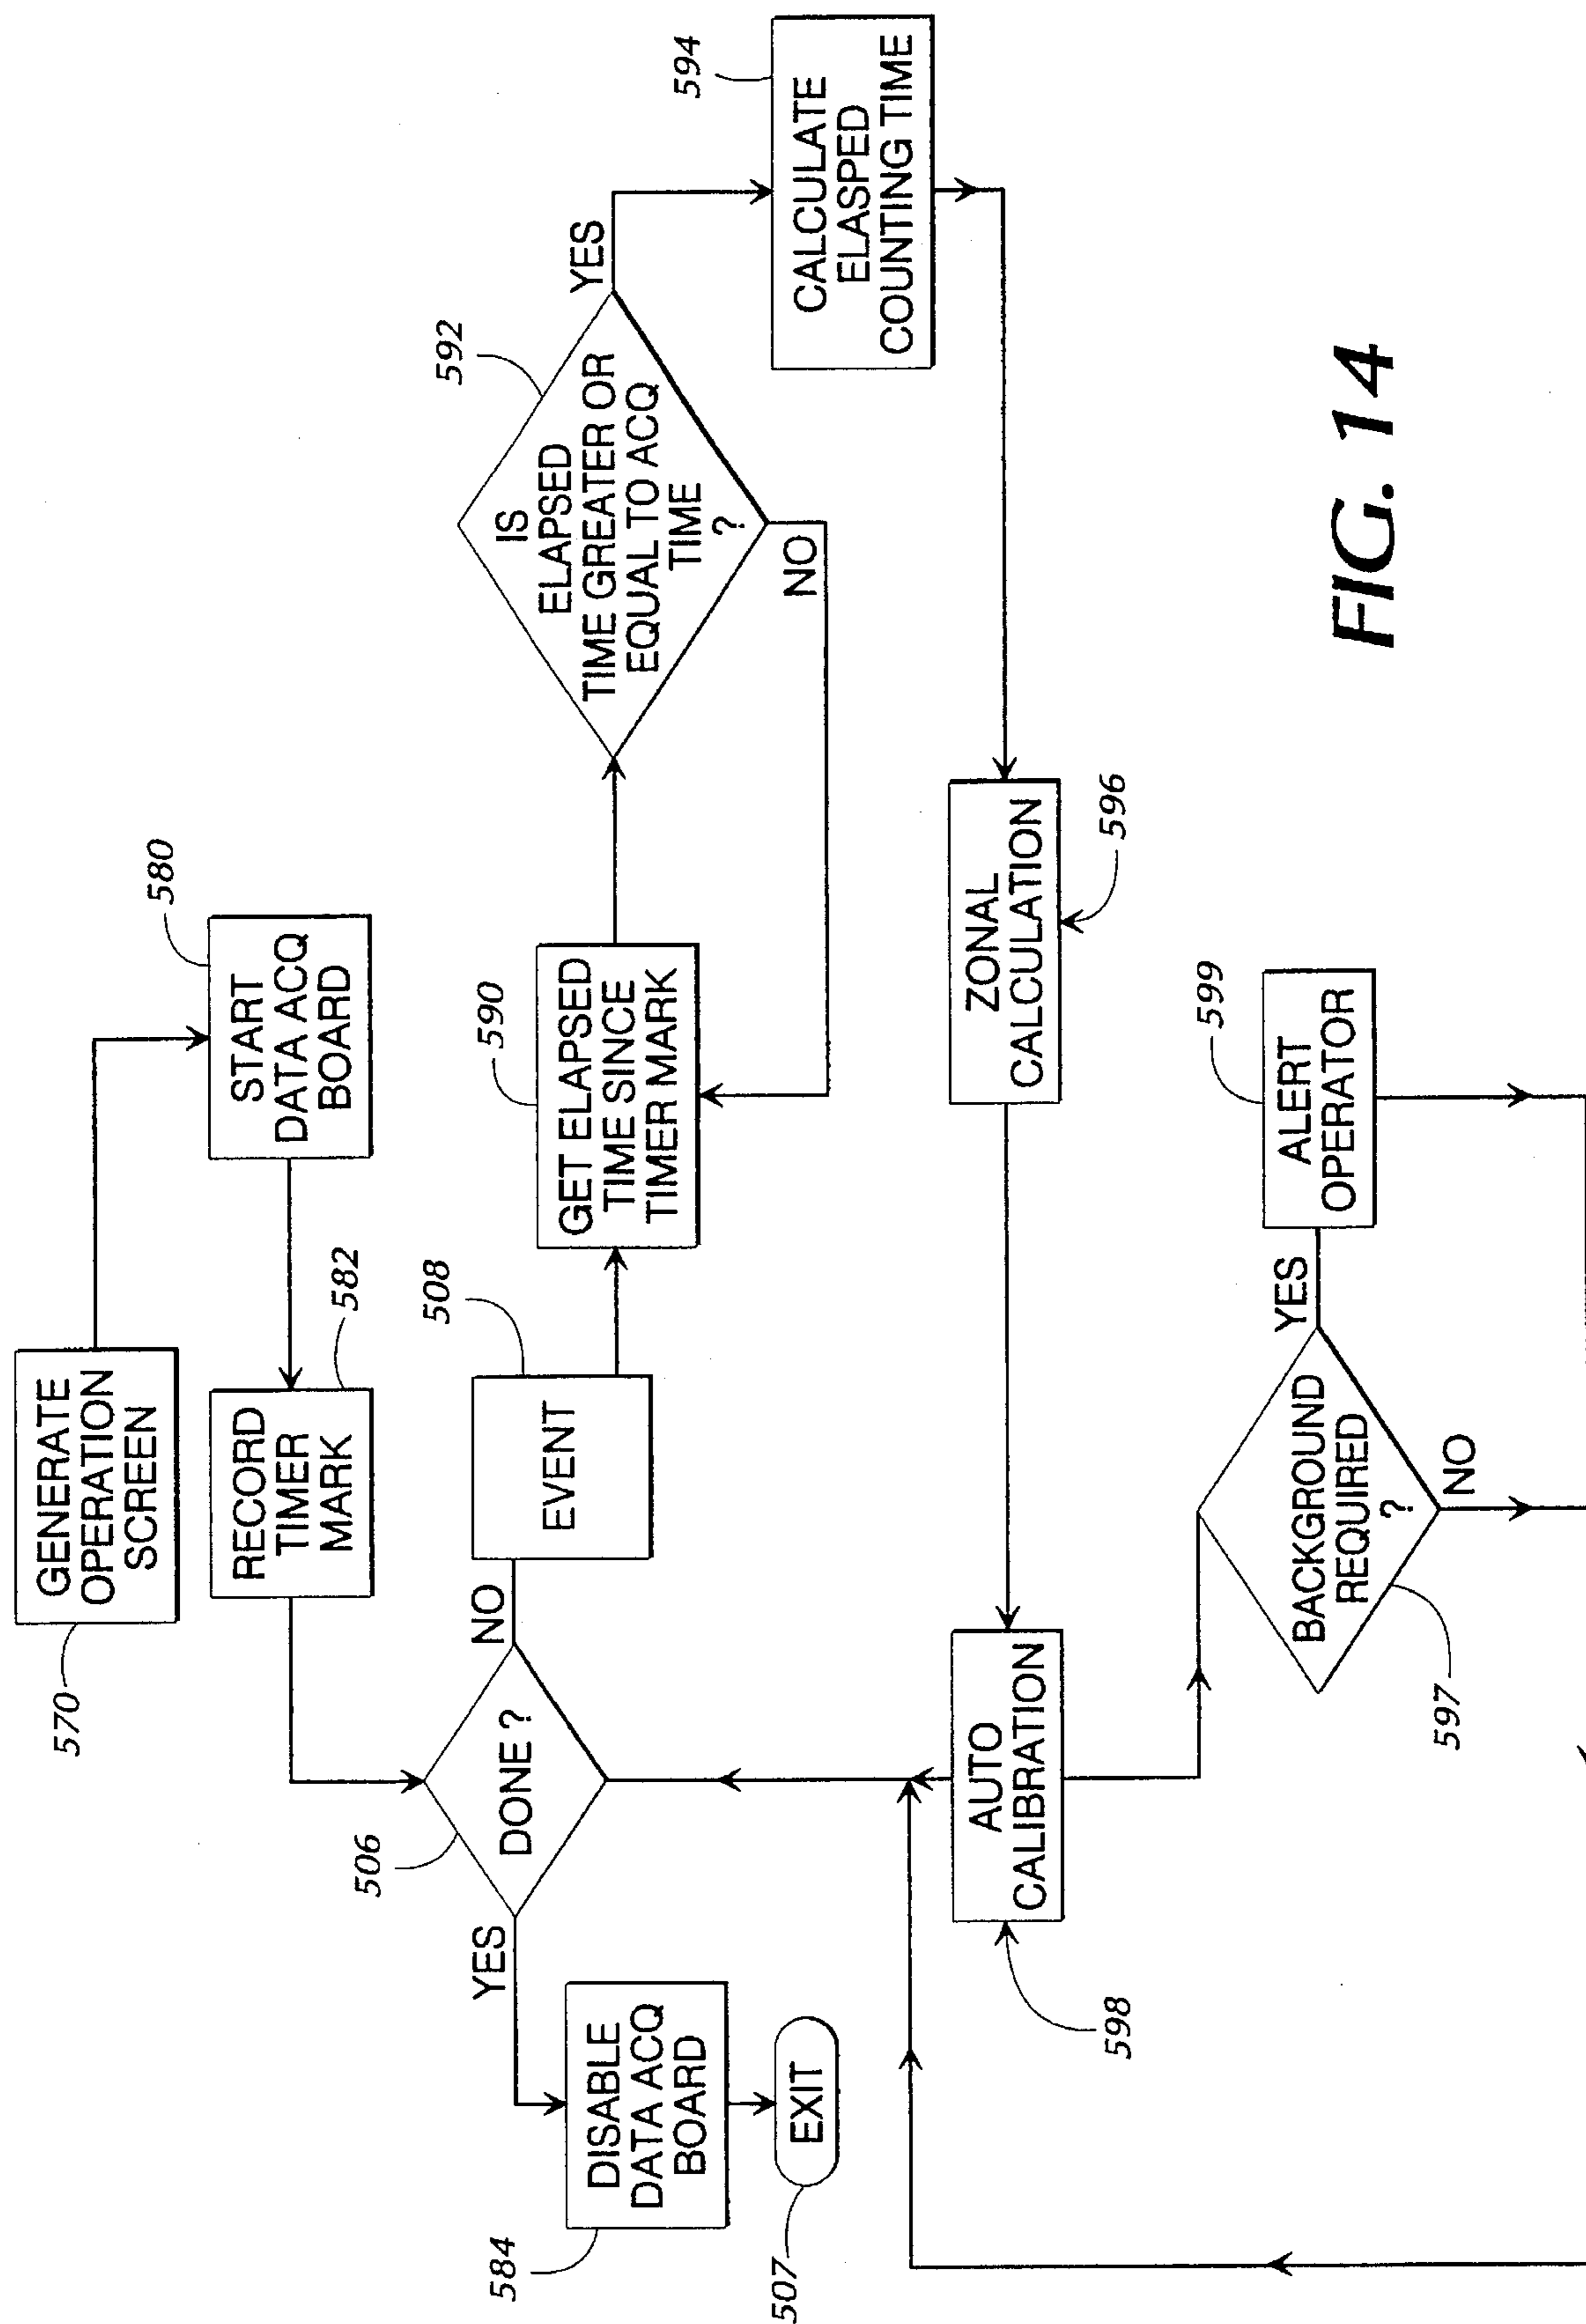 570
GENERATE
OPERATION
SCREEN
580
START
DATA ACQ
BOARD
RECORD
TIMER
MARK
582
506
DONE ?
YES
NO
EVENT
508
584
DISABLE
DATA ACQ
BOARD
507
EXIT
590
GET ELAPSED
TIME SINCE
TIMER MARK
592
IS
ELAPSED
TIME GREATER OR
EQUAL TO ACQ
TIME
?
YES
NO
594
CALCULATE
ELASPED
COUNTING TIME
ZONAL
CALCULATION
596
AUTO
CALIBRATION
598
BACKGROUND
REQUIRED
?
597
YES
NO
599
ALERT
OPERATOR
FIG. 14